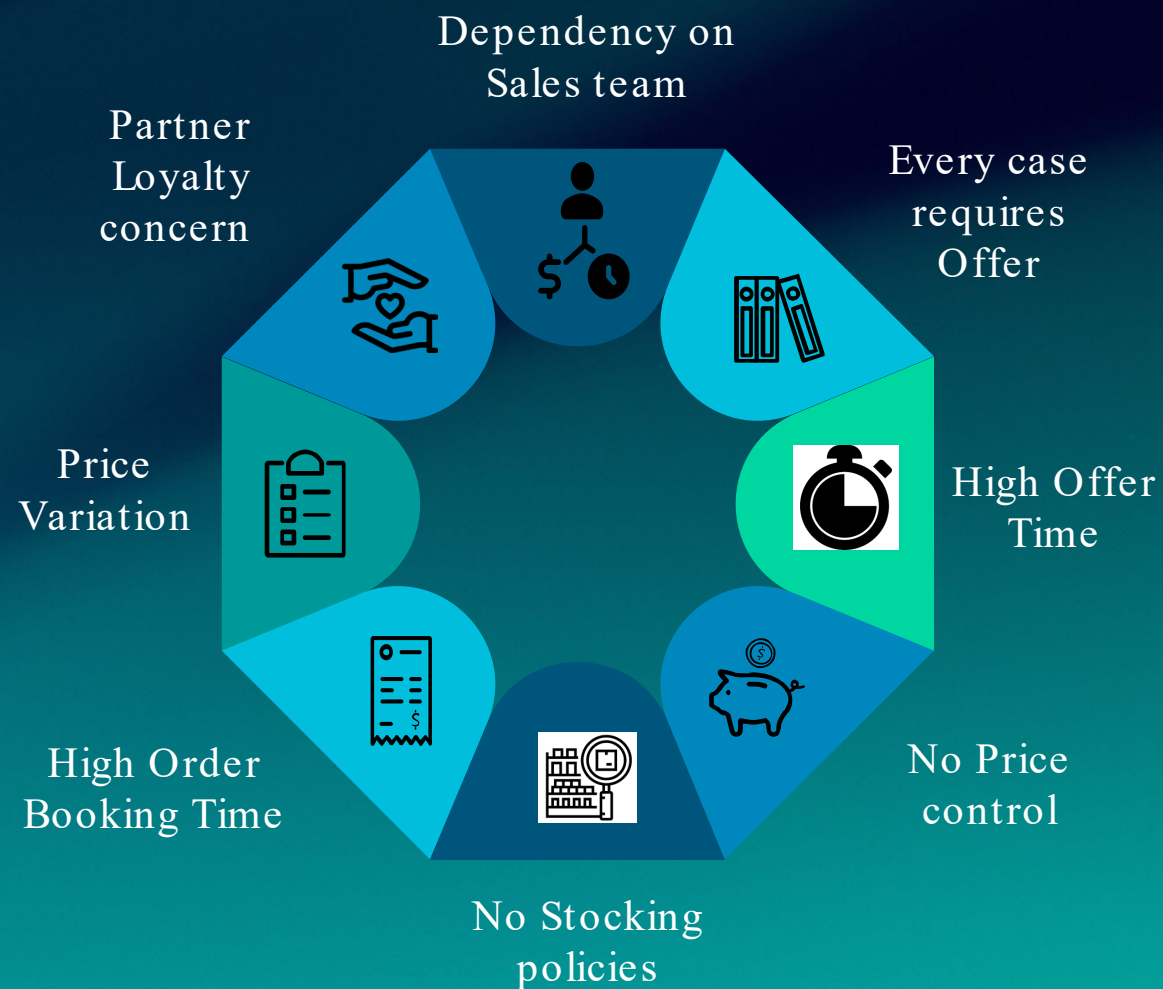 Dependency on
Sales team
Every case
requires
Offer
High Offer
Time
No Price
control
No Stocking
policies
High Order
Booking Time
Price
Variation
Partner
Loyalty
concern
$
$
$